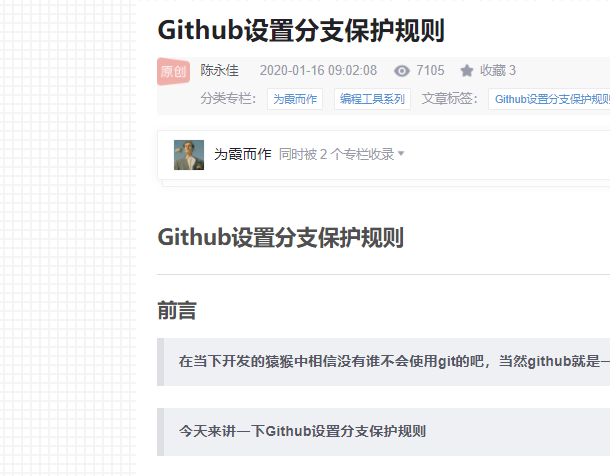 Github设置分支保护规则
原创 陈永佳 2020-01-16 09:02:08 7105 收藏 3
分类专栏： 为霞而作 编程工具系列 文章标签： Github设置分支保护规则
为霞而作 同时被 2 个专栏收录
Github设置分支保护规则
前言
在当下开发的猿猴中相信没有谁不会使用git的吧，当然github就是一
今天来讲一下Github设置分支保护规则